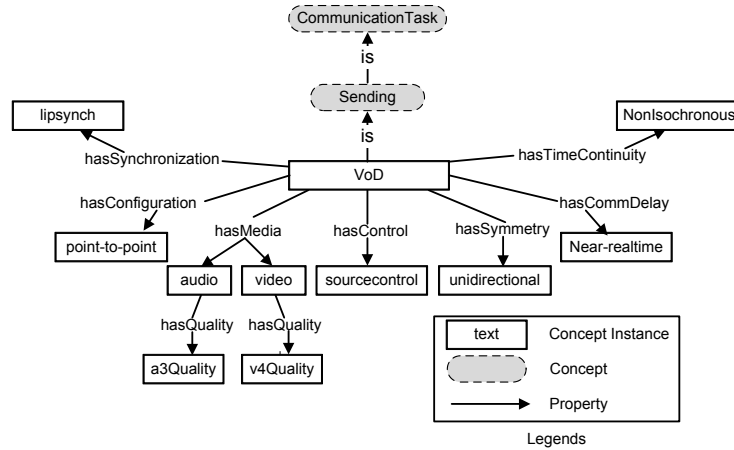 CommunicationTask
is
Sending
is
lipsynch
NonIsochronous
hasSynchronization
hasTimeContinuity
VoD
hasConfiguration
hasCommDelay
hasMedia
hasControl
hasSymmetry
point-to-point
Near-realtime
audio
video
sourcecontrol
unidirectional
hasQuality
hasQuality
text
Concept Instance
a3Quality
v4Quality
Concept
Property
Legends